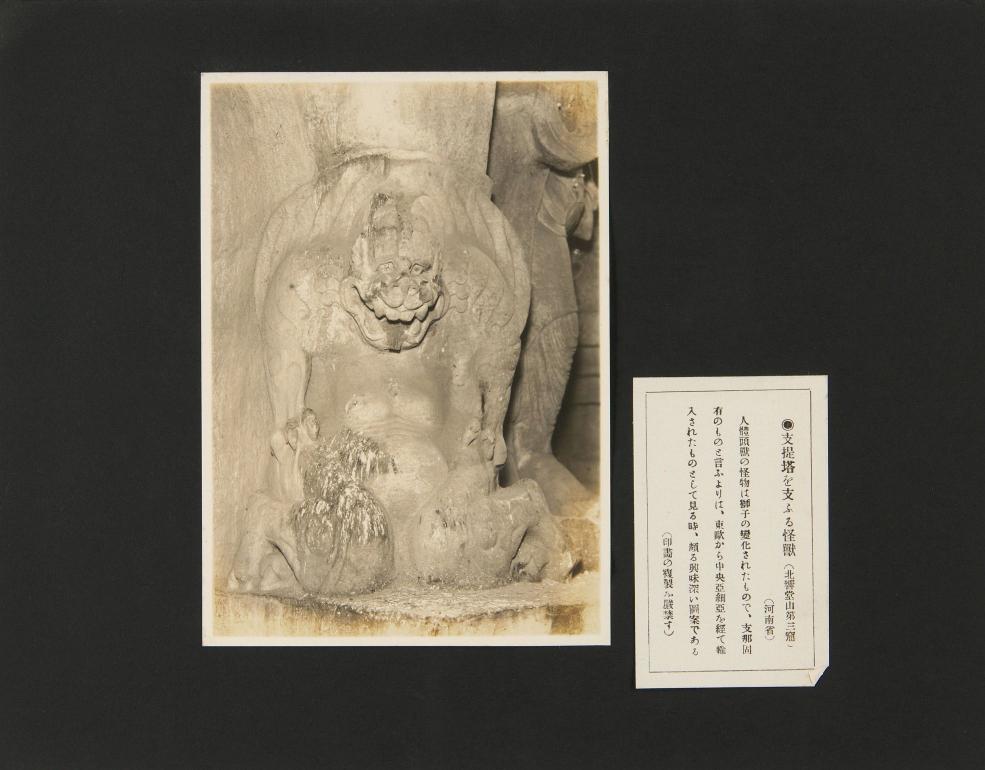 ●支提塔を支ふる怪獸（北響堂山第三窟）
（河南省）
人體頭獸の怪物は獅子の變化されたもので、支那固
有のものと言ふよりは、東歐から中央亞細亞を經て輸
入されたものとして見る時、頗る興味深い圖案である
（印畵の複製を嚴禁す）